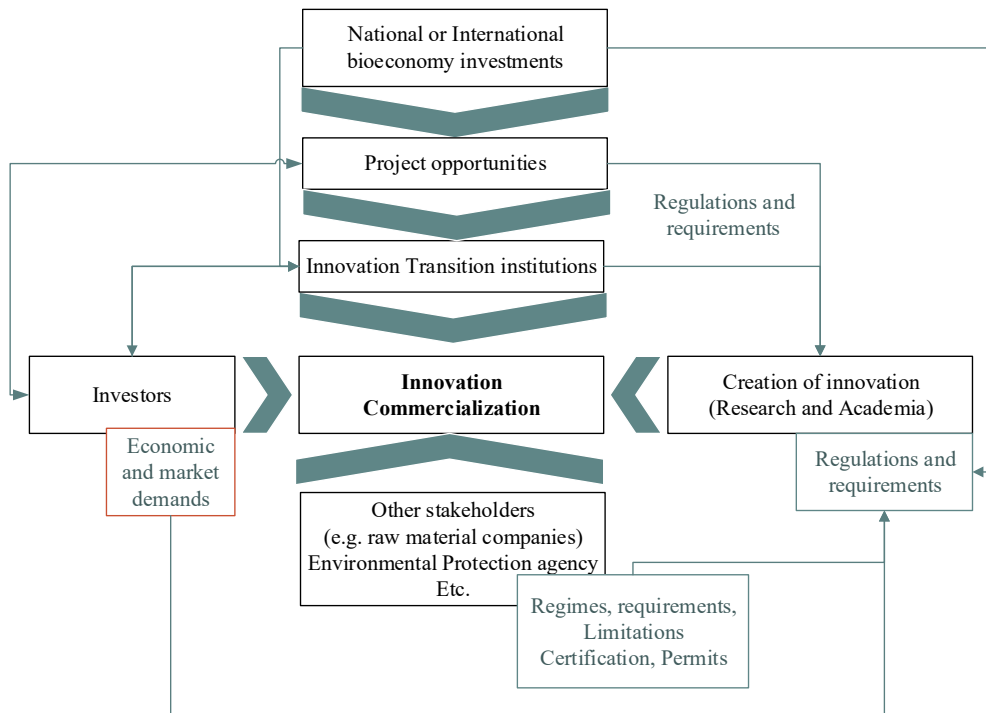 National or International
bioeconomy investments
Project opportunities
Regulations and
requirements
Innovation Transition institutions
Investors
Innovation
Commercialization
Creation of innovation
(Research and Academia)
Economic
and market
demands
Regulations and
requirements
Other stakeholders
(e.g. raw material companies)
Environmental Protection agency
Etc.
Regimes, requirements,
Limitations
Certification, Permits